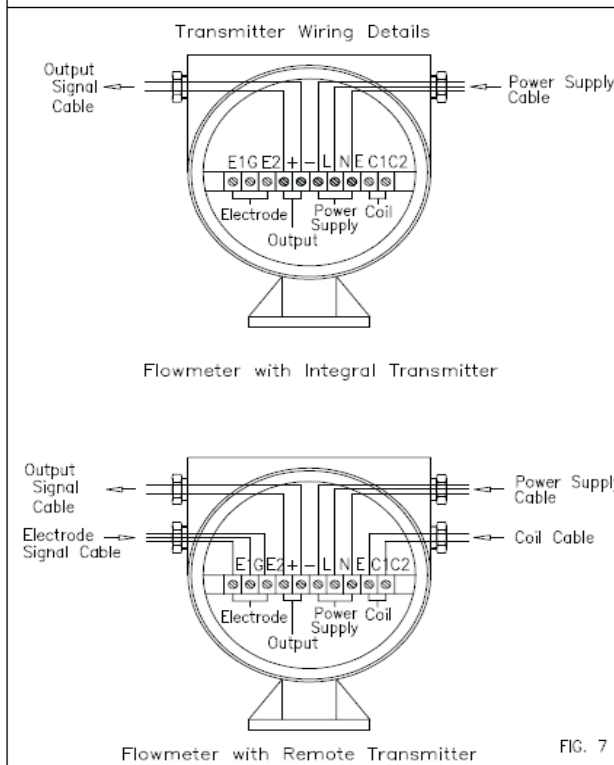 Transmitter Wiring Details
Output
Signal
Cable
Power Supply
Cable
E1 G E2 + - L N E C1 C2
Electrode
Power
Supply
Coil
Output
Flowmeter with Integral Transmitter
Output
Signal
Cable
Power Supply
Cable
Electrode
Signal Cable
Coil Cable
E1 G E2 + - L N E C1 C2
Electrode
Power
Supply
Coil
Output
Flowmeter with Remote Transmitter
FIG. 7